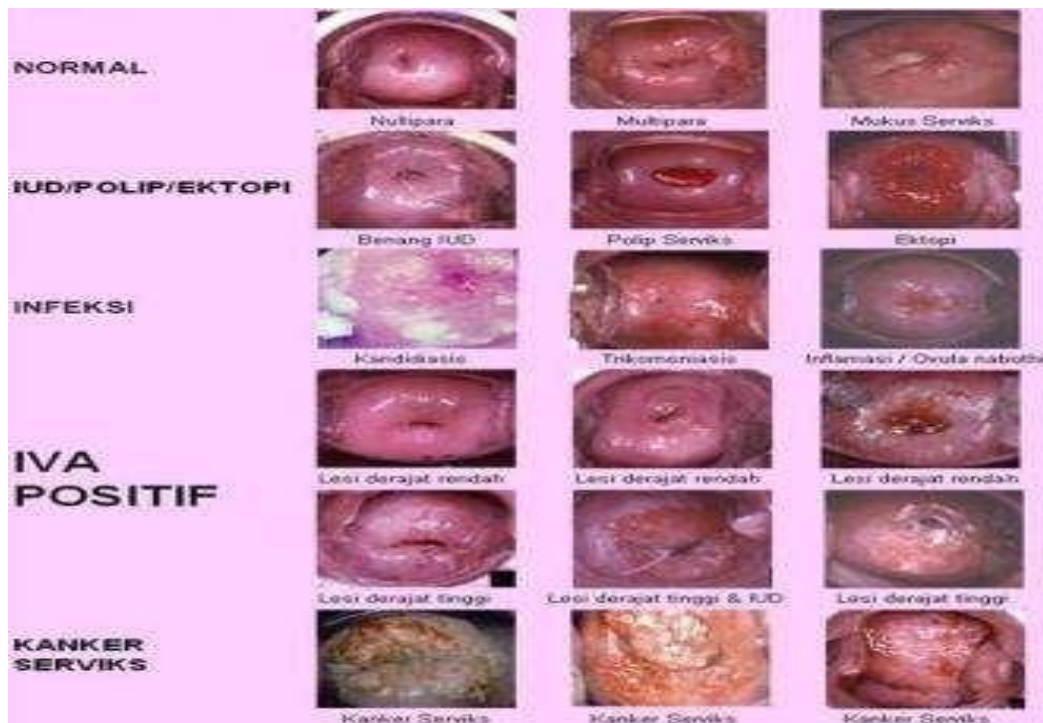 NORMAL
Nullipara
Multipara
Mukus Serviks
IUD/POLIP/EKTOPI
Benang IUD
Polip Serviks
Ektopi
INFEKSI
Kandidiasis
Trikomoniasis
Inflamasi / Ovula nabothi
IVA
POSITIF
Lesi derajat rendah
Lesi derajat rendah
Lesi derajat rendah
Lesi derajat tinggi
Lesi derajat tinggi & IUD
Lesi derajat tinggi
KANKER
SERVIKS
Kanker Serviks
Kanker Serviks
Kanker Serviks